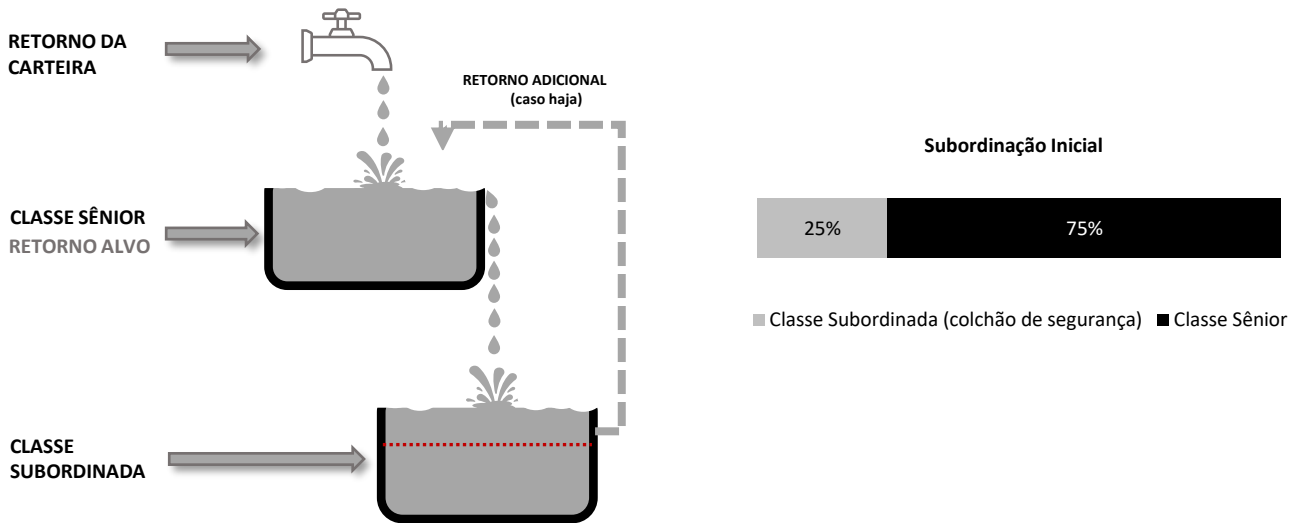 RETORNO DA
CARTEIRA
RETORNO ADICIONAL
(caso haja)
CLASSE SÊNIOR
RETORNO ALVO
CLASSE
SUBORDINADA
Subordinação Inicial
25%
75%
Classe Subordinada (colchão de segurança)
Classe Sênior